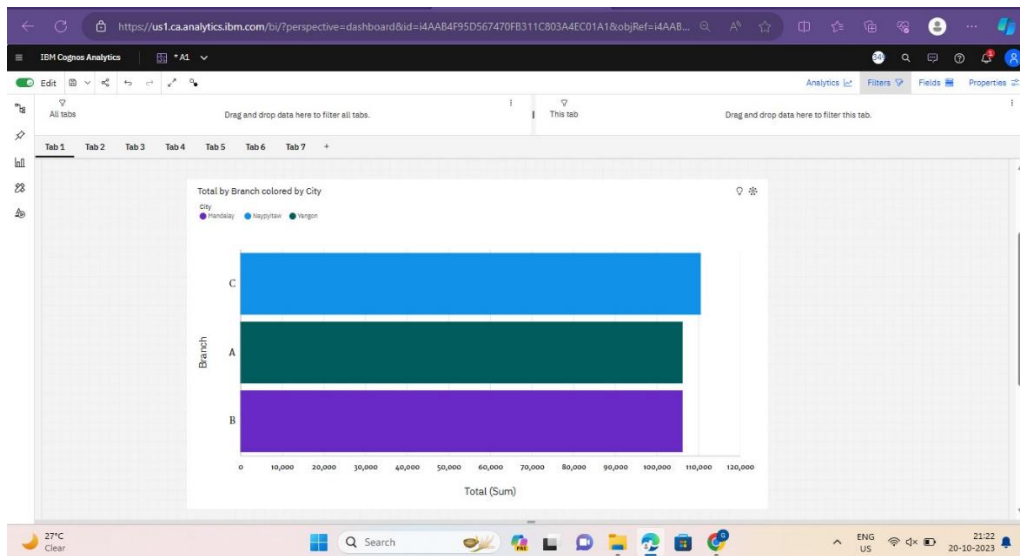 https://us1.ca.analytics.ibm.com/bi/?perspective=dashboard&id=i4AAB4F95D567470FB311C803A4EC01A1&objRef=i4AAB...
IBM Cognos Analytics * A1
Edit Analytics Filters Fields Properties
All tabs Drag and drop data here to filter all tabs. This tab Drag and drop data here to filter this tab.
Tab 1 Tab 2 Tab 3 Tab 4 Tab 5 Tab 6 Tab 7 +
Total by Branch colored by City
City
Mandalay Naypyitaw Yangon
C
A
B
Branch
0 10,000 20,000 30,000 40,000 50,000 60,000 70,000 80,000 90,000 100,000 110,000 120,000
Total (Sum)
27°C
Clear
Search
ENG
US
21:22
20-10-2023